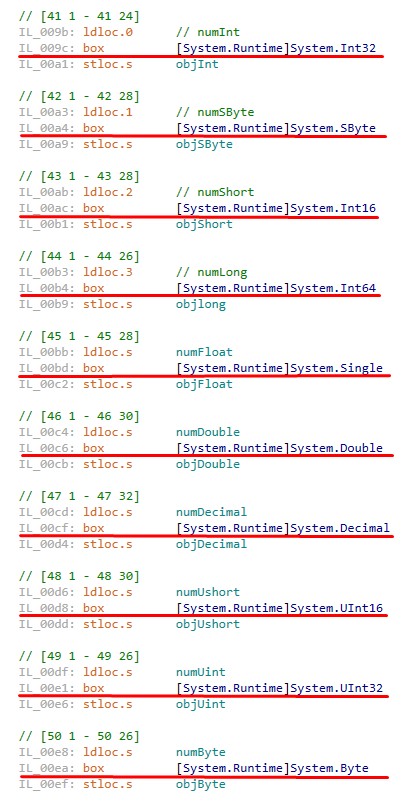 // [41 1 - 41 24]
IL_009b: ldloc.0 // numInt
IL_009c: box [System.Runtime]System.Int32
IL_00a1: stloc.s objInt
// [42 1 - 42 28]
IL_00a3: ldloc.1 // numSByte
IL_00a4: box [System.Runtime]System.SByte
IL_00a9: stloc.s objSByte
// [43 1 - 43 28]
IL_00ab: ldloc.2 // numShort
IL_00ac: box [System.Runtime]System.Int16
IL_00b1: stloc.s objShort
// [44 1 - 44 26]
IL_00b3: ldloc.3 // numLong
IL_00b4: box [System.Runtime]System.Int64
IL_00b9: stloc.s objlong
// [45 1 - 45 28]
IL_00bb: ldloc.s numFloat
IL_00bd: box [System.Runtime]System.Single
IL_00c2: stloc.s objFloat
// [46 1 - 46 30]
IL_00c4: ldloc.s numDouble
IL_00c6: box [System.Runtime]System.Double
IL_00cb: stloc.s objDouble
// [47 1 - 47 32]
IL_00cd: ldloc.s numDecimal
IL_00cf: box [System.Runtime]System.Decimal
IL_00d4: stloc.s objDecimal
// [48 1 - 48 30]
IL_00d6: ldloc.s numUshort
IL_00d8: box [System.Runtime]System.UInt16
IL_00dd: stloc.s objUshort
// [49 1 - 49 26]
IL_00df: ldloc.s numUint
IL_00e1: box [System.Runtime]System.UInt32
IL_00e6: stloc.s objUint
// [50 1 - 50 26]
IL_00e8: ldloc.s numByte
IL_00ea: box [System.Runtime]System.Byte
IL_00ef: stloc.s objByte